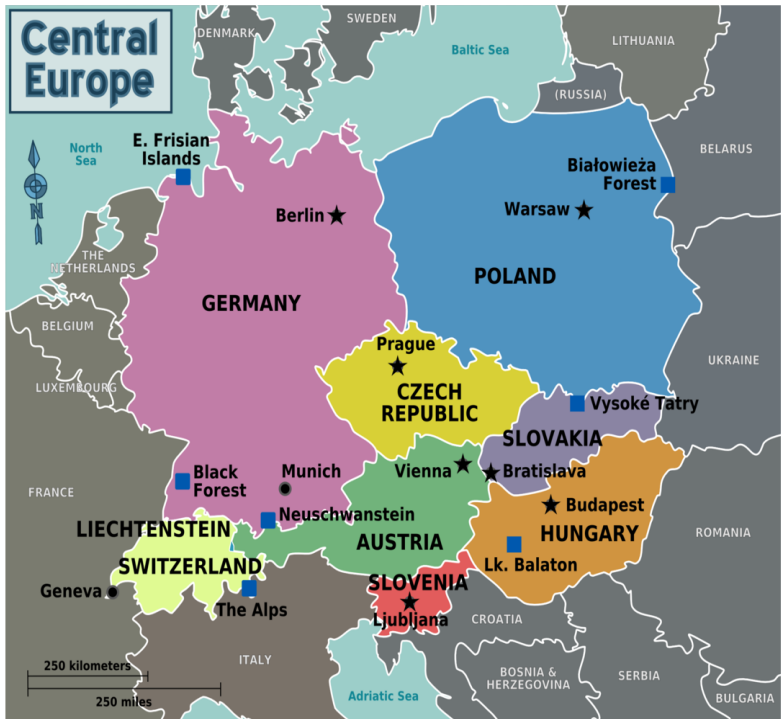 Central
Europe
DENMARK
SWEDEN
Baltic Sea
LITHUANIA
(RUSSIA)
BELARUS
North
Sea
E. Frisian
Islands
Białowieża
Forest
N
Berlin
Warsaw
THE
NETHERLANDS
POLAND
GERMANY
BELGIUM
Prague
UKRAINE
LUXEMBOURG
CZECH
REPUBLIC
Vysoké Tatry
SLOVAKIA
Black
Forest
Munich
Vienna
Bratislava
FRANCE
Neuschwanstein
Budapest
LIECHTENSTEIN
HUNGARY
ROMANIA
AUSTRIA
SWITZERLAND
Lk. Balaton
SLOVENIA
Geneva
The Alps
Ljubljana
CROATIA
ITALY
250 kilometers
BOSNIA &
HERZEGOVINA
SERBIA
250 miles
Adriatic Sea
BULGARIA